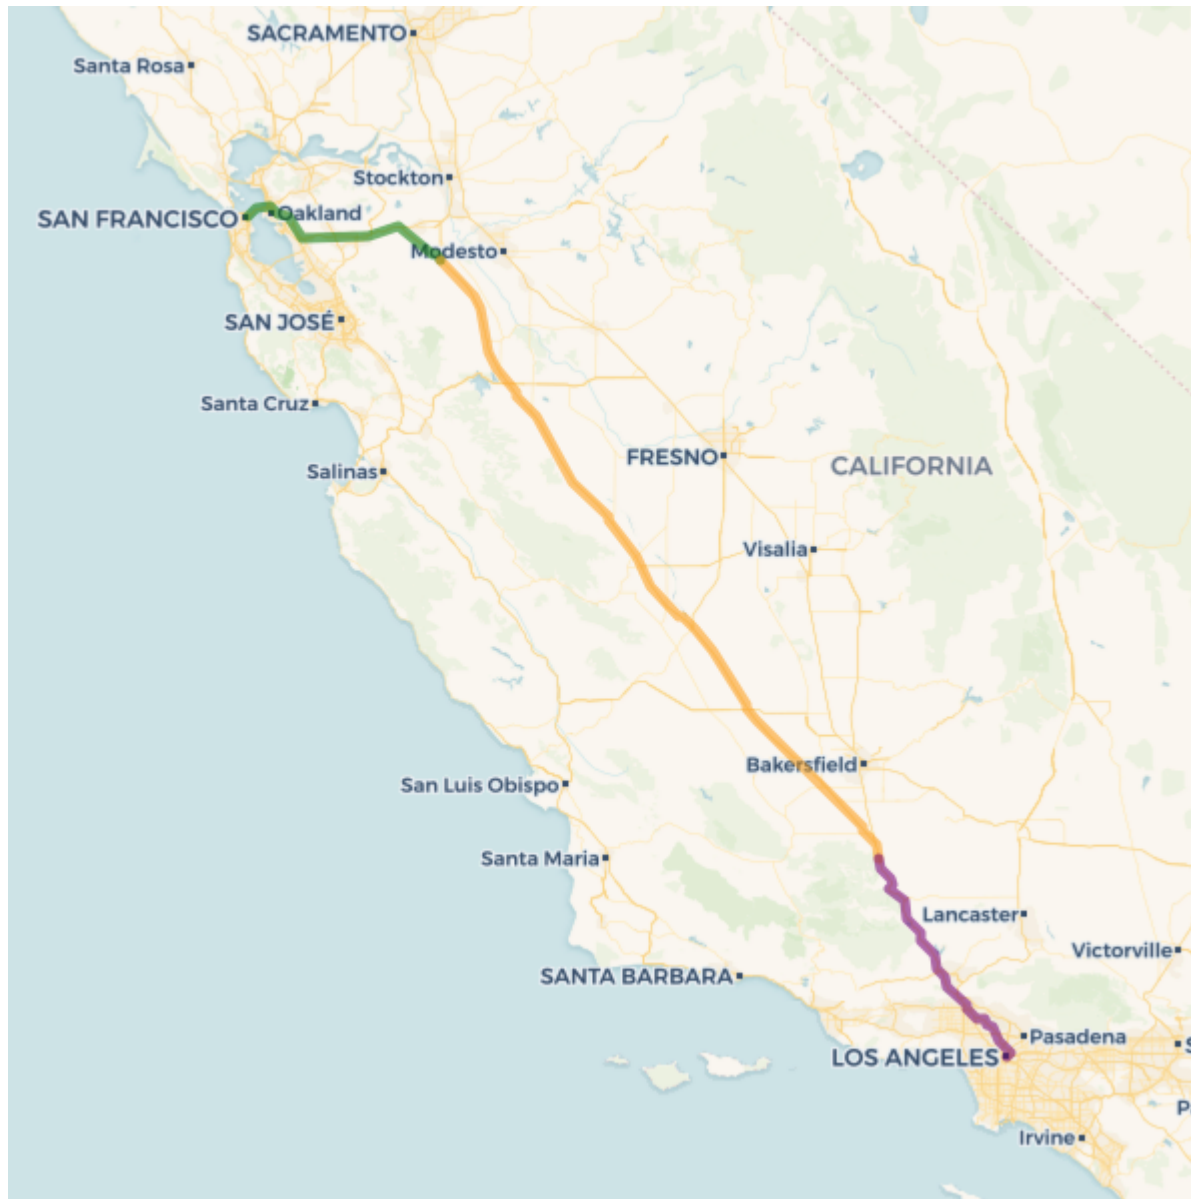 SACRAMENTO
Santa Rosa
Stockton
SAN FRANCISCO
Oakland
Modesto
SAN JOSÉ
Santa Cruz
FRESNO
CALIFORNIA
Salinas
Visalia
Bakersfield
San Luis Obispo
Santa Maria
Lancaster
Victorville
SANTA BARBARA
Pasadena
LOS ANGELES
Irvine